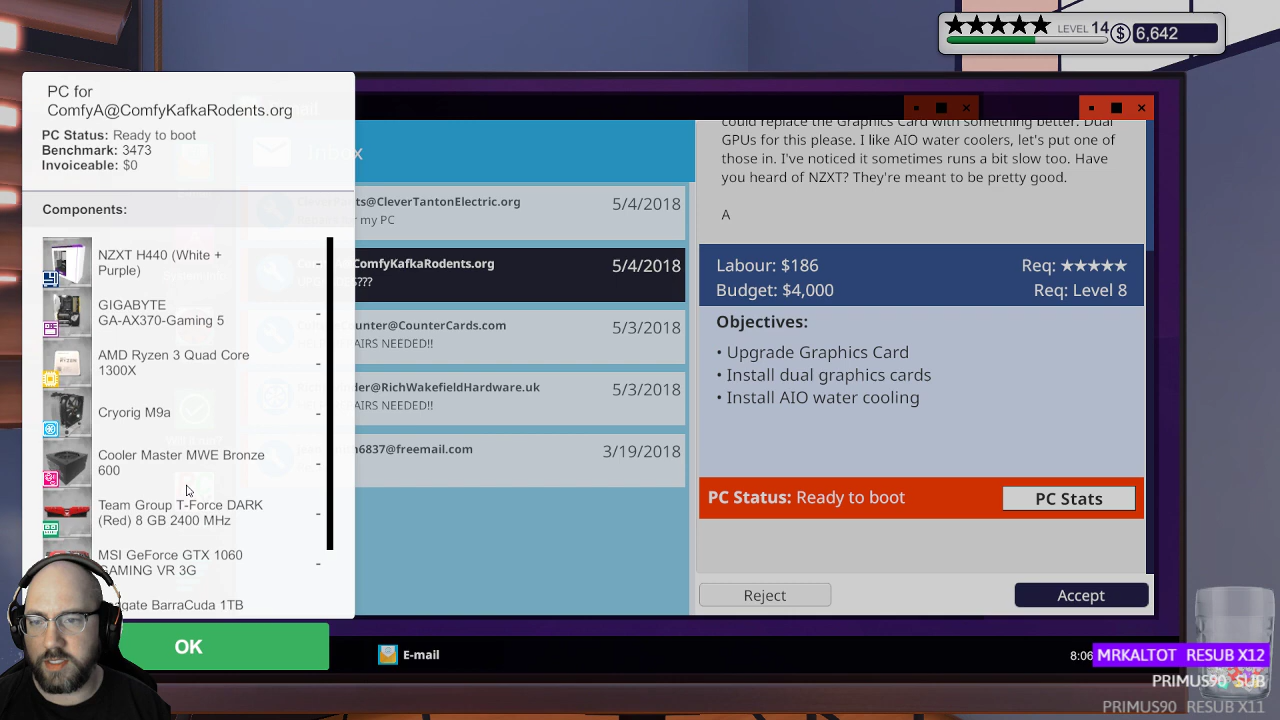 LEVEL 14 $ 6,642
PC for
ComfyA@ComfyKafkaRodents.org
PC Status: Ready to boot
Benchmark: 3473
Invoiceable: $0
Components:
NZXT H440 (White +
Purple)
-
GIGABYTE
GA-AX370-Gaming 5
-
AMD Ryzen 3 Quad Core
1300X
-
Cryorig M9a
-
Cooler Master MWE Bronze
600
-
Team Group T-Force DARK
(Red) 8 GB 2400 MHz
-
MSI GeForce GTX 1060
GAMING VR 3G
-
BarraCuda 1TB
OK
Inbox
@CleverTantonElectric.org 5/4/2018
my PC
ComfyKafkaRodents.org 5/4/2018
???
Counter@CounterCards.com 5/3/2018
AIRS NEEDED!!
der@RichWakefieldHardware.uk 5/3/2018
AIRS NEEDED!!
6837@freemail.com 3/19/2018
could replace the Graphics Card with something better. Dual
GPUs for this please. I like AIO water coolers, let's put one of
those in. I've noticed it sometimes runs a bit slow too. Have
you heard of NZXT? They're meant to be pretty good.
A
Labour: $186 Req: ★★★★★
Budget: $4,000 Req: Level 8
Objectives:
• Upgrade Graphics Card
• Install dual graphics cards
• Install AIO water cooling
PC Status: Ready to boot PC Stats
Reject Accept
E-mail 8:06
MRKALTOT RESUB X12
PRIMUS90 SUB
PRIMUS90 RESUB X11